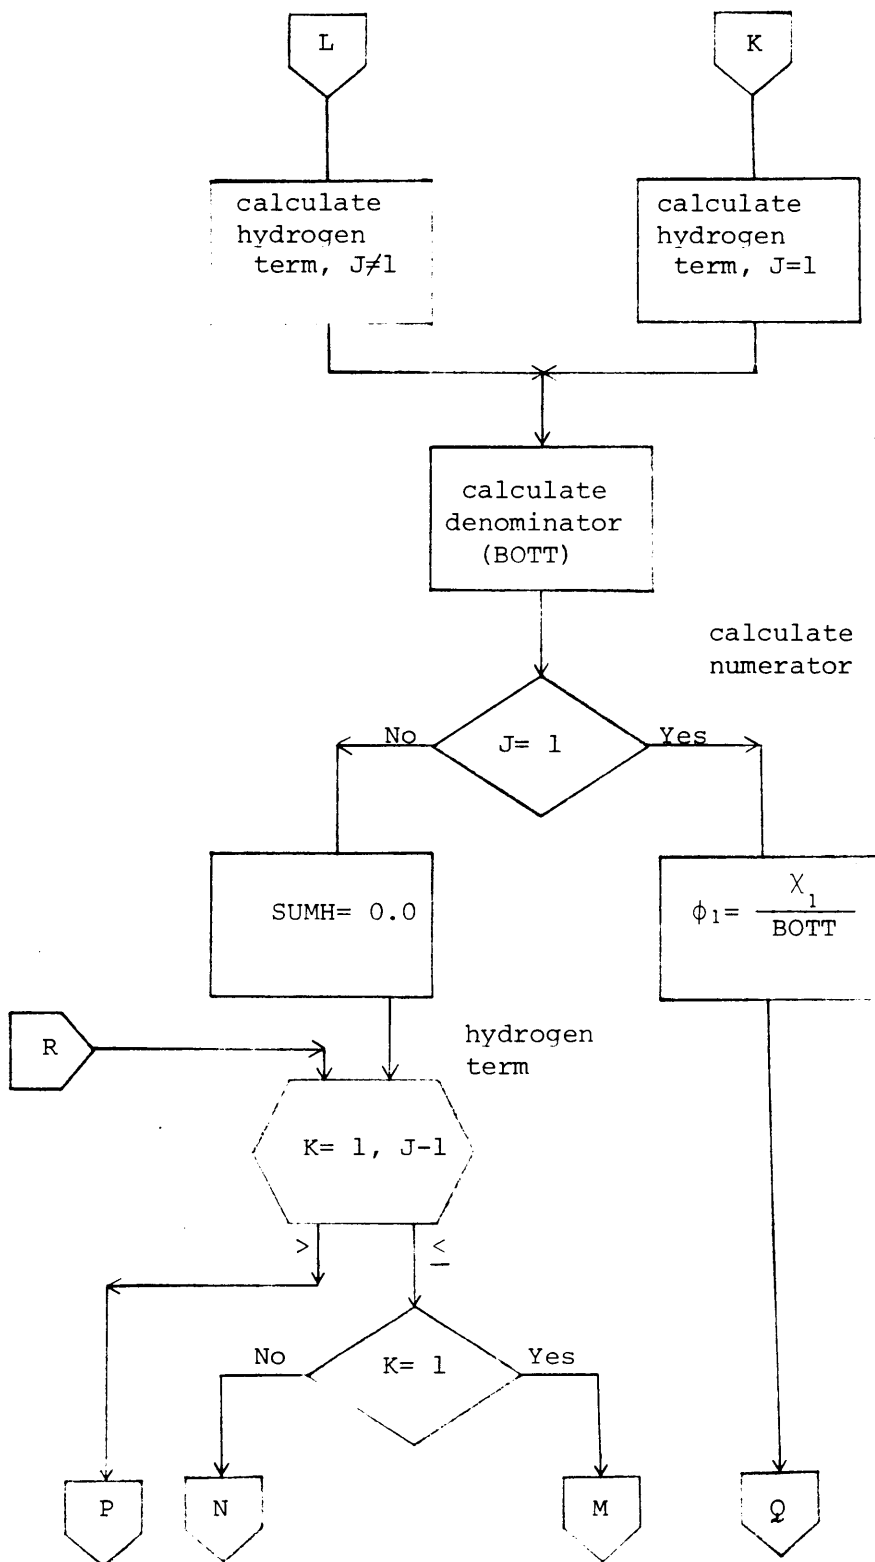 L
K
calculate
hydrogen
term, J≠1
calculate
hydrogen
term, J=1
calculate
denominator
(BOTT)
calculate
numerator
No
J= 1
Yes
SUMH= 0.0
ϕ1= χ1 / BOTT
R
hydrogen
term
K= 1, J-1
>
≤
No
K= 1
Yes
P
N
M
Q